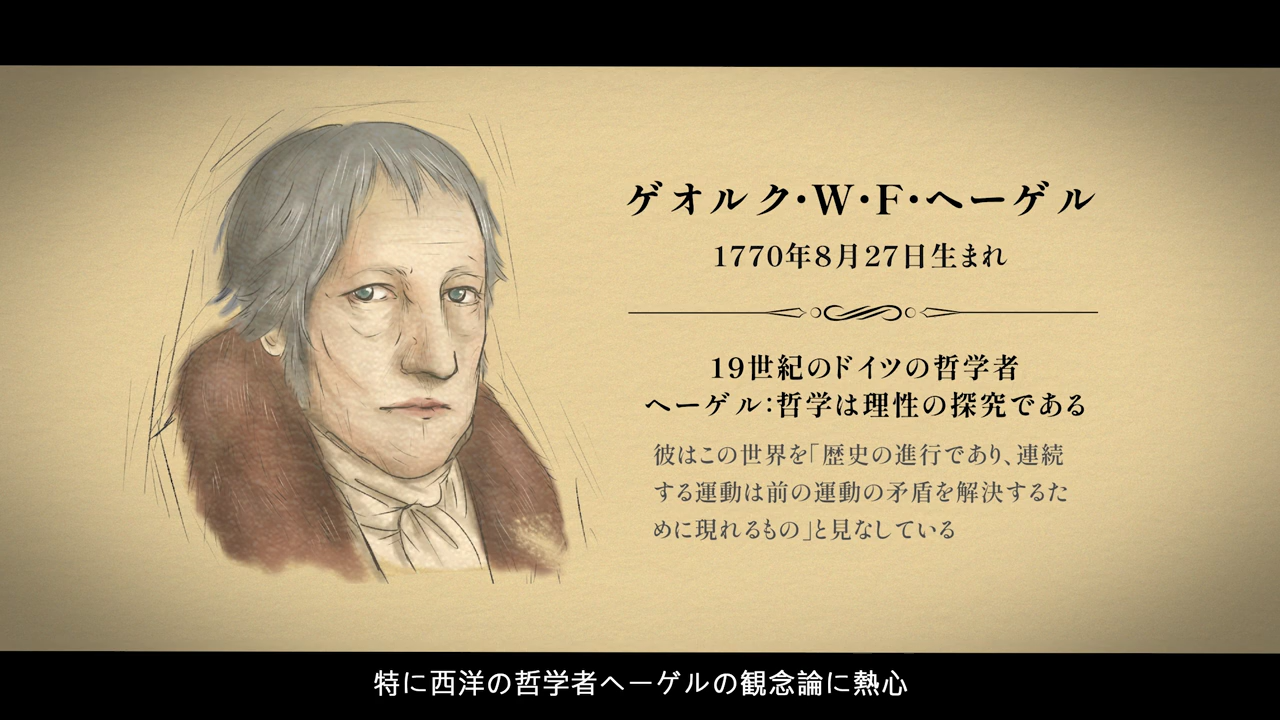 ゲオルク・W・F・ヘーゲル
1770年8月27日生まれ
19世紀のドイツの哲学者
ヘーゲル:哲学は理性の探究である
彼はこの世界を「歴史の進行であり、連続
する運動は前の運動の矛盾を解決するた
めに現れるもの」と見なしている
特に西洋の哲学者ヘーゲルの観念論に熱心